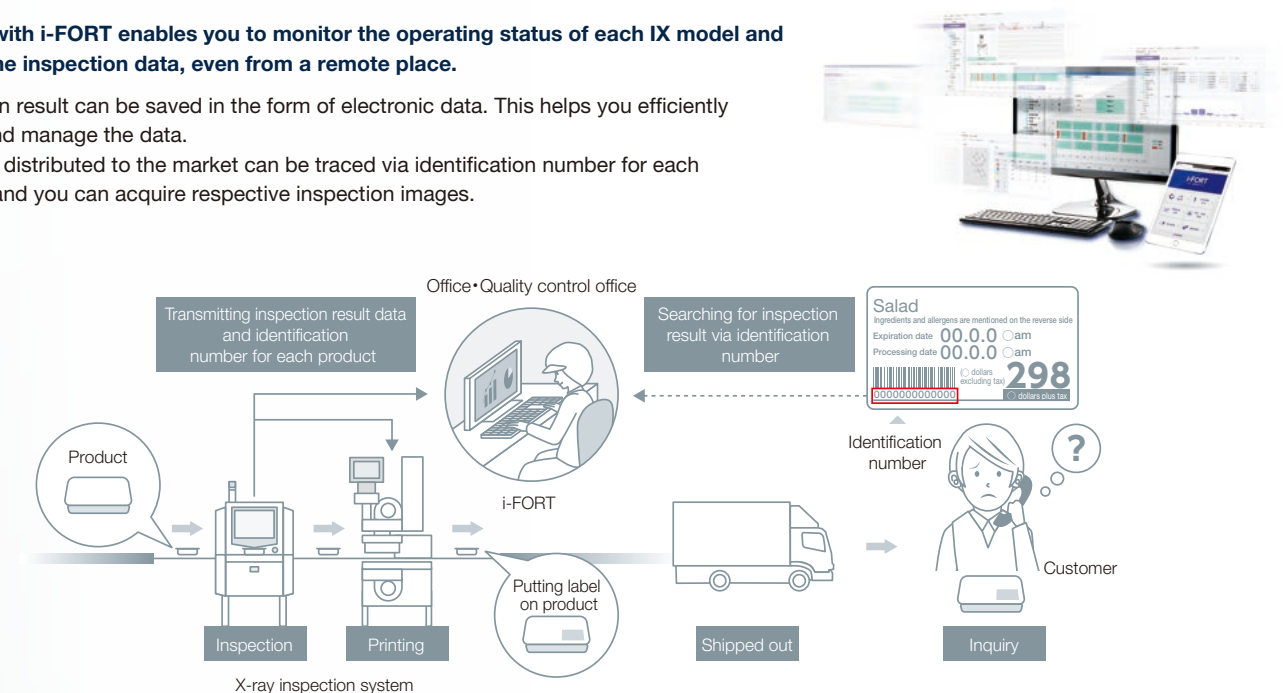 with i-FORT enables you to monitor the operating status of each IX model and
ne inspection data, even from a remote place.
n result can be saved in the form of electronic data. This helps you efficiently
nd manage the data.
distributed to the market can be traced via identification number for each
and you can acquire respective inspection images.
i-FORT
Office•Quality control office
Transmitting inspection result data
and identification
number for each product
Searching for inspection
result via identification
number
Salad
Ingredients and allergens are mentioned on the reverse side
Expiration date 00.0.0 ○am
Processing date 00.0.0 ○am
(○ dollars
excluding tax)
298
0000000000000
○ dollars plus tax
Identification
number
?
Product
i-FORT
Putting label
on product
Customer
Inspection
Printing
Shipped out
Inquiry
X-ray inspection system